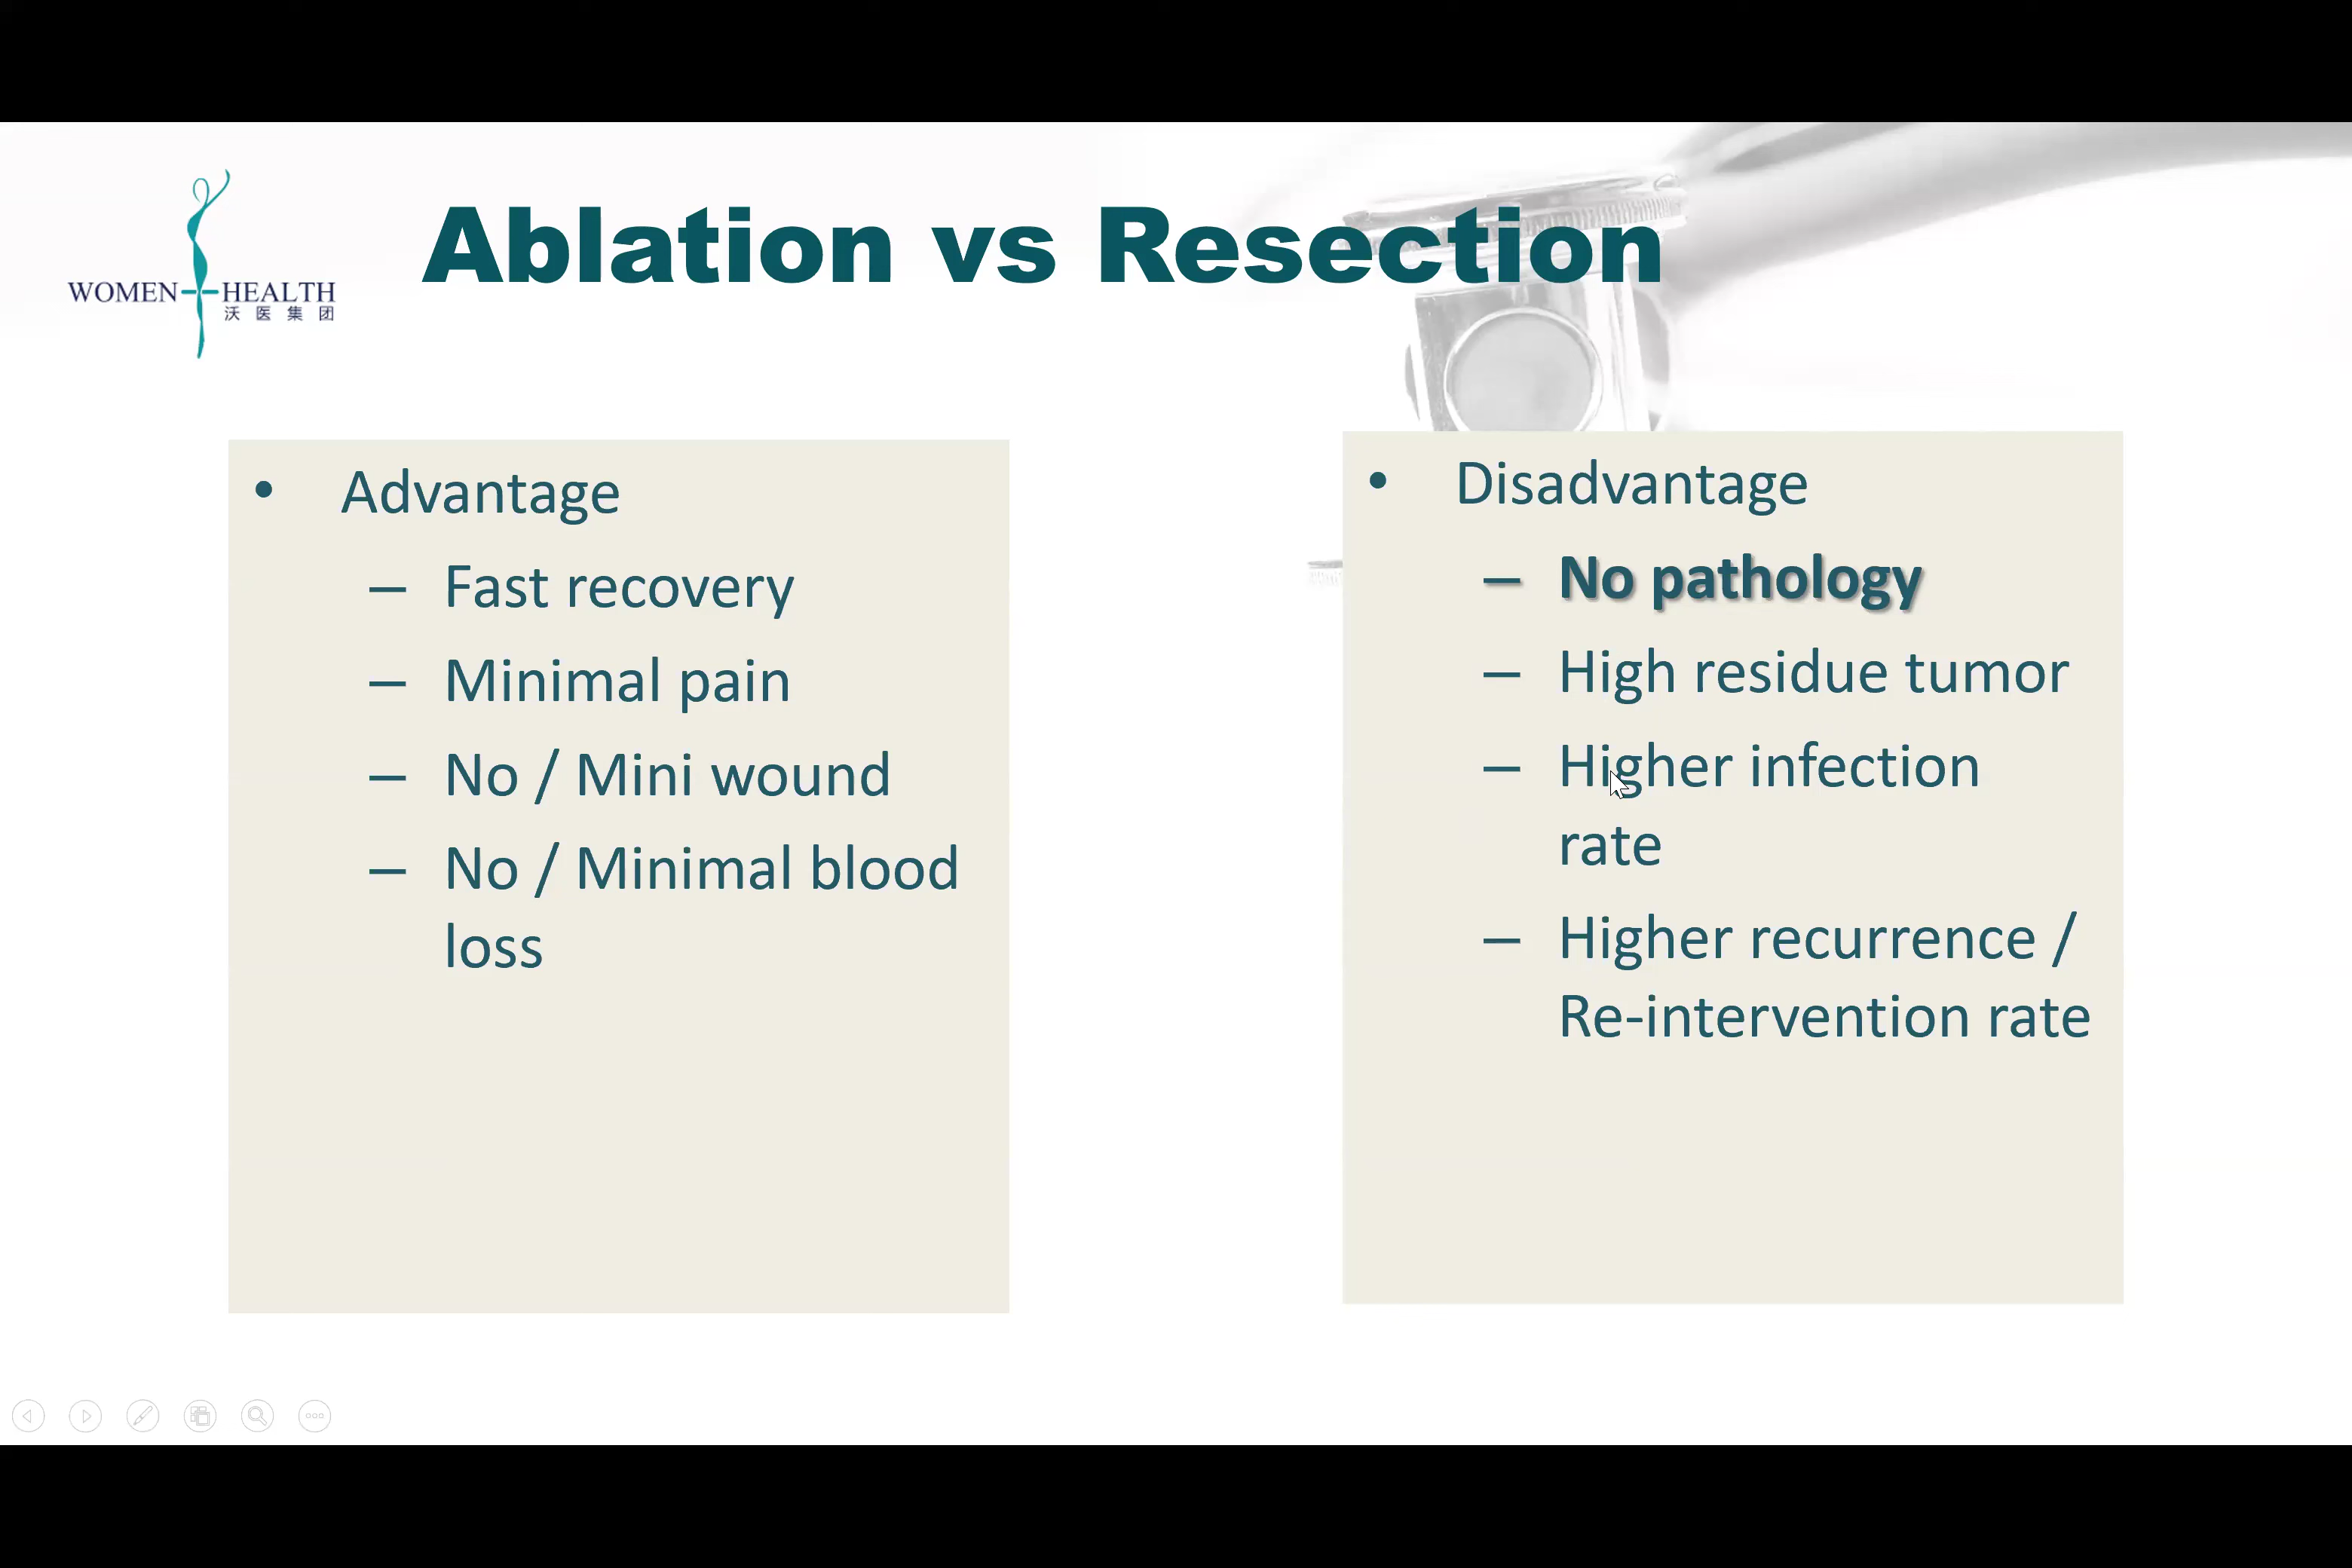 Ablation vs Resection
WOMEN HEALTH
沃医集团
• Advantage
– Fast recovery
– Minimal pain
– No / Mini wound
– No / Minimal blood
loss
• Disadvantage
– No pathology
– High residue tumor
– Higher infection
rate
– Higher recurrence /
Re-intervention rate